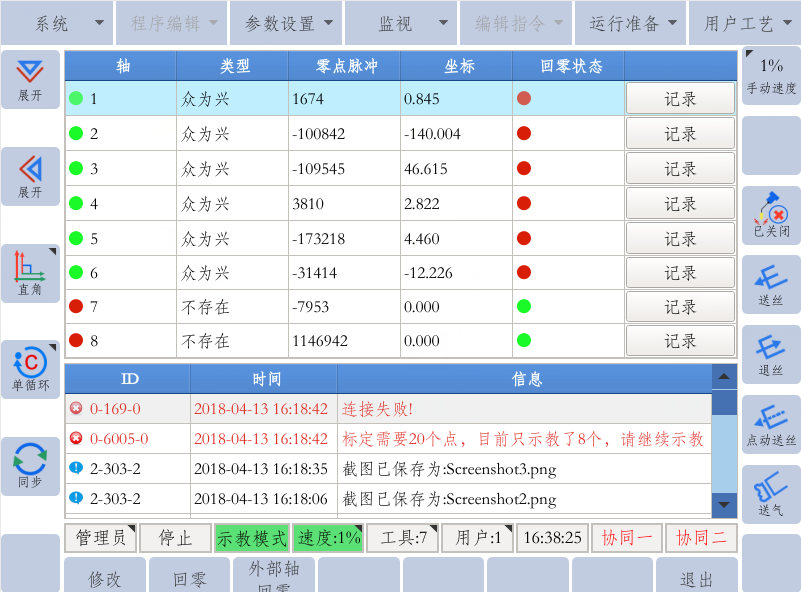 系统 程序编辑 参数设置 监视 编辑指令 运行准备 用户工艺
展开
展开
直角
C
单循环
同步
轴 类型 零点脉冲 坐标 回零状态
1 众为兴 1674 0.845 记录
2 众为兴 -100842 -140.004 记录
3 众为兴 -109545 46.615 记录
4 众为兴 3810 2.822 记录
5 众为兴 -173218 4.460 记录
6 众为兴 -31414 -12.226 记录
7 不存在 -7953 0.000 记录
8 不存在 1146942 0.000 记录
ID 时间 信息
0-169-0 2018-04-13 16:18:42 连接失败!
0-6005-0 2018-04-13 16:18:42 标定需要20个点，目前只示教了8个，请继续示教
2-303-2 2018-04-13 16:18:35 截图已保存为:Screenshot3.png
2-303-2 2018-04-13 16:18:06 截图已保存为:Screenshot2.png
管理员 停止 示教模式 速度:1% 工具:7 用户:1 16:38:25 协同一 协同二
修改 回零 外部轴
回零
退出
1%
手动速度
已关闭
送丝
退丝
点动送丝
送气